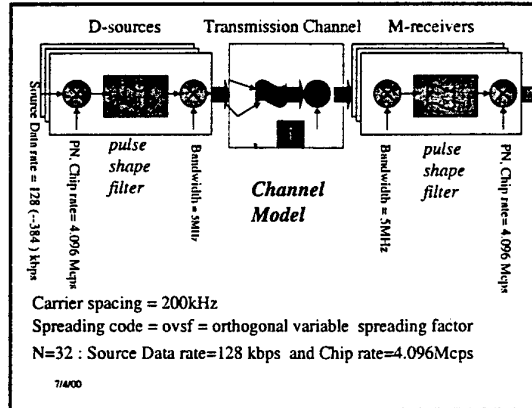 D-sources
Transmission Channel
M-receivers
Source Data rate = 128 (--384 ) kbps
PN, Chip rate= 4.096 Mcps
pulse
shape
filter
Bandwidth = 5MHz
Channel
Model
Bandwidth = 5MHz
pulse
shape
filter
PN, Chip rate= 4.096 Mcps
Carrier spacing = 200kHz
Spreading code = ovsf = orthogonal variable spreading factor
N=32 : Source Data rate=128 kbps and Chip rate=4.096Mcps
7/4/00